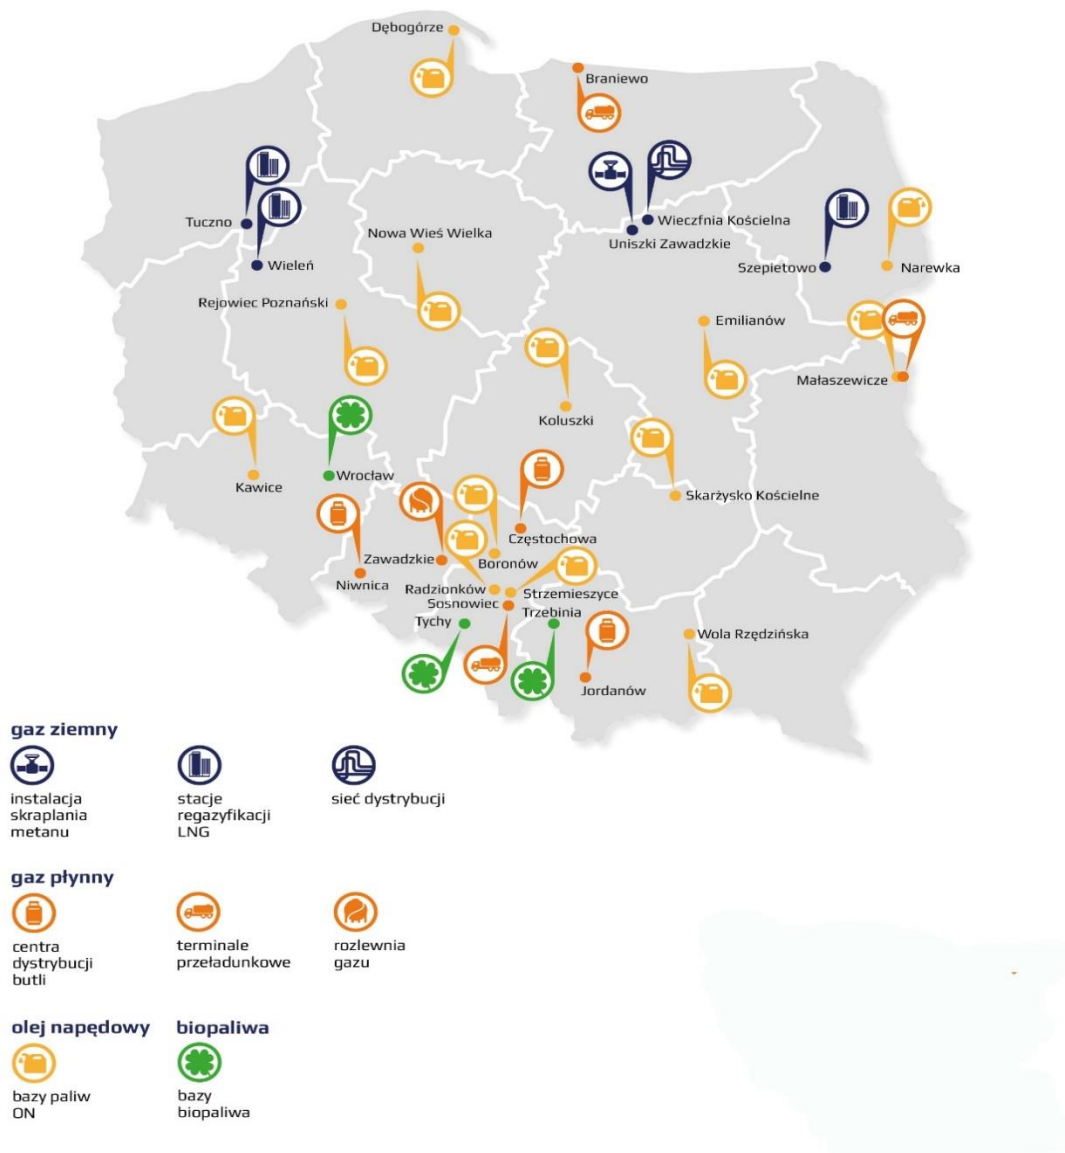 Dębogórze
Braniewo
Tuczno
Wieczfnia Kościelna
Nowa Wieś Wielka
Uniszki Zawadzkie
Wieleń
Szepietowo
Narewka
Rejowiec Poznański
Emilianów
Małaszewicze
Koluszki
Wrocław
Kawice
Skarżysko Kościelne
Częstochowa
Zawadzkie
Boronów
Niwnica
Radzionków
Strzemieszyce
Sosnowiec
Trzebinia
Tychy
Wola Rzędzińska
Jordanów
gaz ziemny
instalacja
skraplania
metanu
stacje
regazyfikacji
LNG
sieć dystrybucji
gaz płynny
centra
dystrybucji
butli
terminale
przeładunkowe
rozlewnia
gazu
olej napędowy
bazy paliw
ON
biopaliwa
bazy
biopaliwa